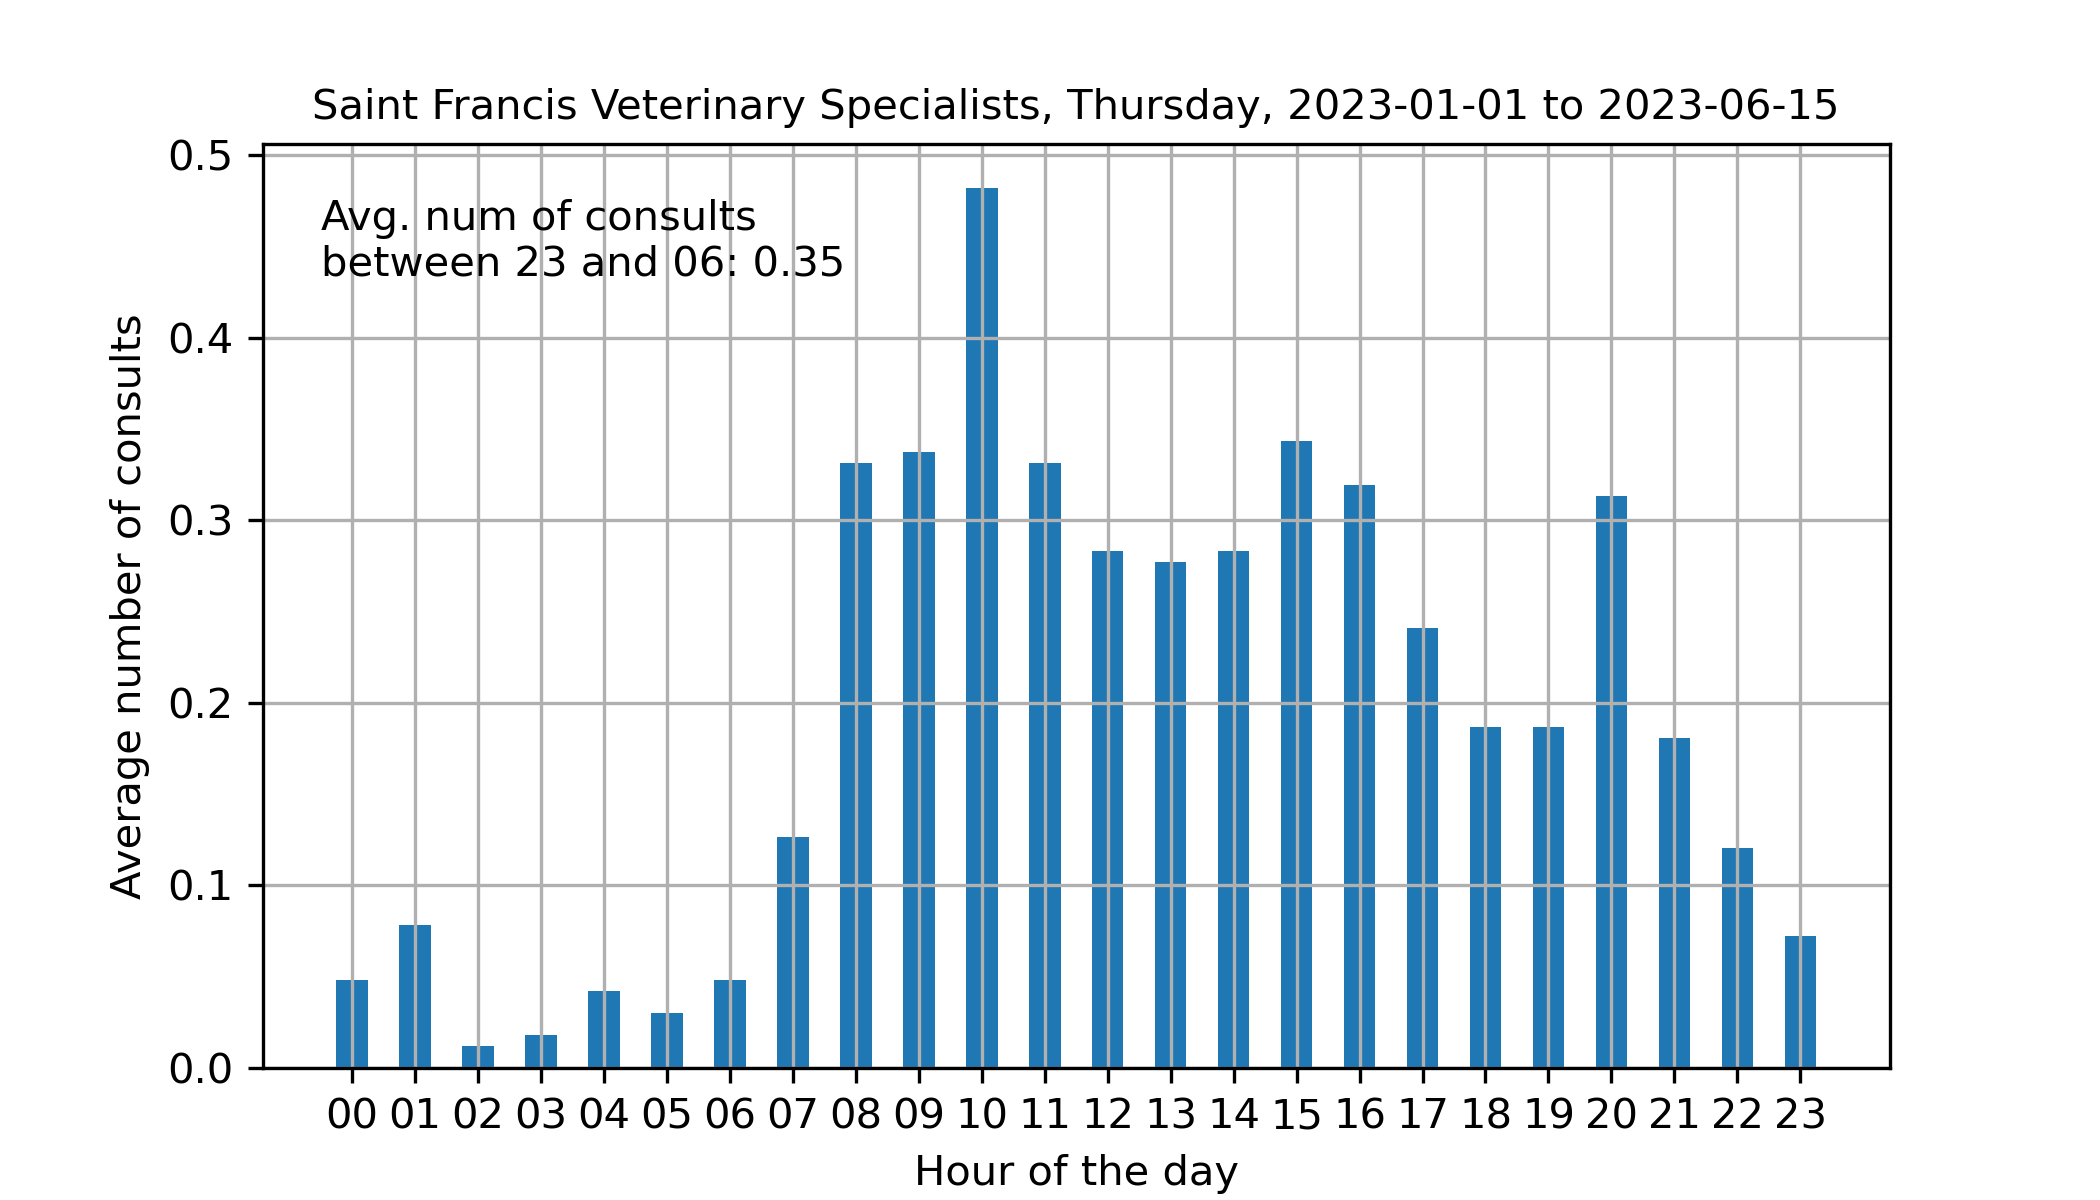 Saint Francis Veterinary Specialists, Thursday, 2023-01-01 to 2023-06-15
Avg. num of consults
between 23 and 06: 0.35
Average number of consults
0.5
0.4
0.3
0.2
0.1
0.0
00 01 02 03 04 05 06 07 08 09 10 11 12 13 14 15 16 17 18 19 20 21 22 23
Hour of the day